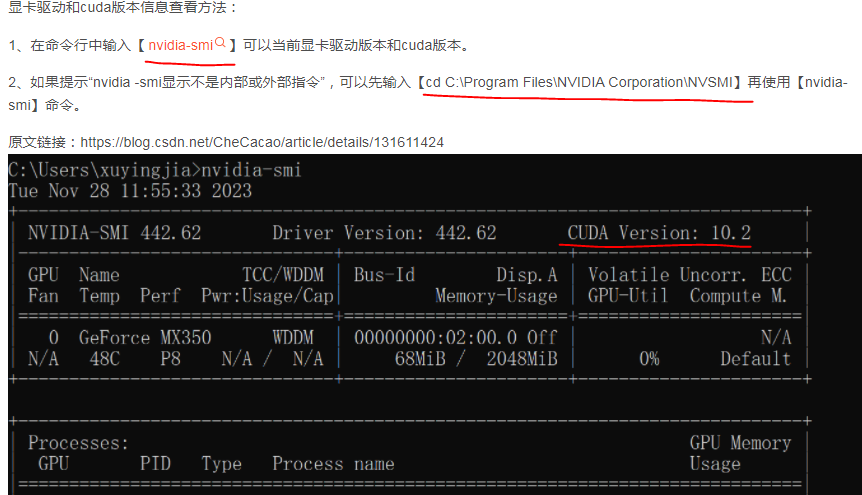 显卡驱动和cuda版本信息查看方法：
1、在命令行中输入【 nvidia-smi 】可以当前显卡驱动版本和cuda版本。
2、如果提示“nvidia -smi显示不是内部或外部指令”，可以先输入【cd C:\Program Files\NVIDIA Corporation\NVSMI】再使用【nvidia-
smi】命令。
原文链接：https://blog.csdn.net/CheCacao/article/details/131611424
C:\Users\xuyingjia>nvidia-smi
Tue Nov 28 11:55:33 2023
NVIDIA-SMI 442.62 Driver Version: 442.62 CUDA Version: 10.2
GPU Name TCC/WDDM | Bus-Id Disp.A | Volatile Uncorr. ECC
Fan Temp Perf Pwr:Usage/Cap| Memory-Usage | GPU-Util Compute M.
0 GeForce MX350 WDDM | 00000000:02:00.0 Off | N/A
N/A 48C P8 N/A / N/A | 68MiB / 2048MiB | 0% Default
Processes: GPU Memory
GPU PID Type Process name Usage